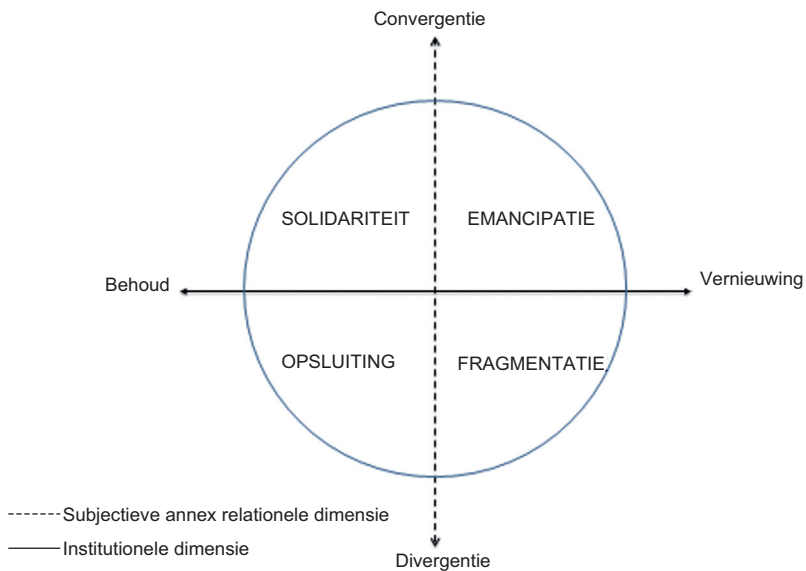 Convergentie
SOLIDARITEIT EMANCIPATIE
Behoud Vernieuwing
OPSLUITING FRAGMENTATIE.
Subjectieve annex relationele dimensie
Institutionele dimensie
Divergentie